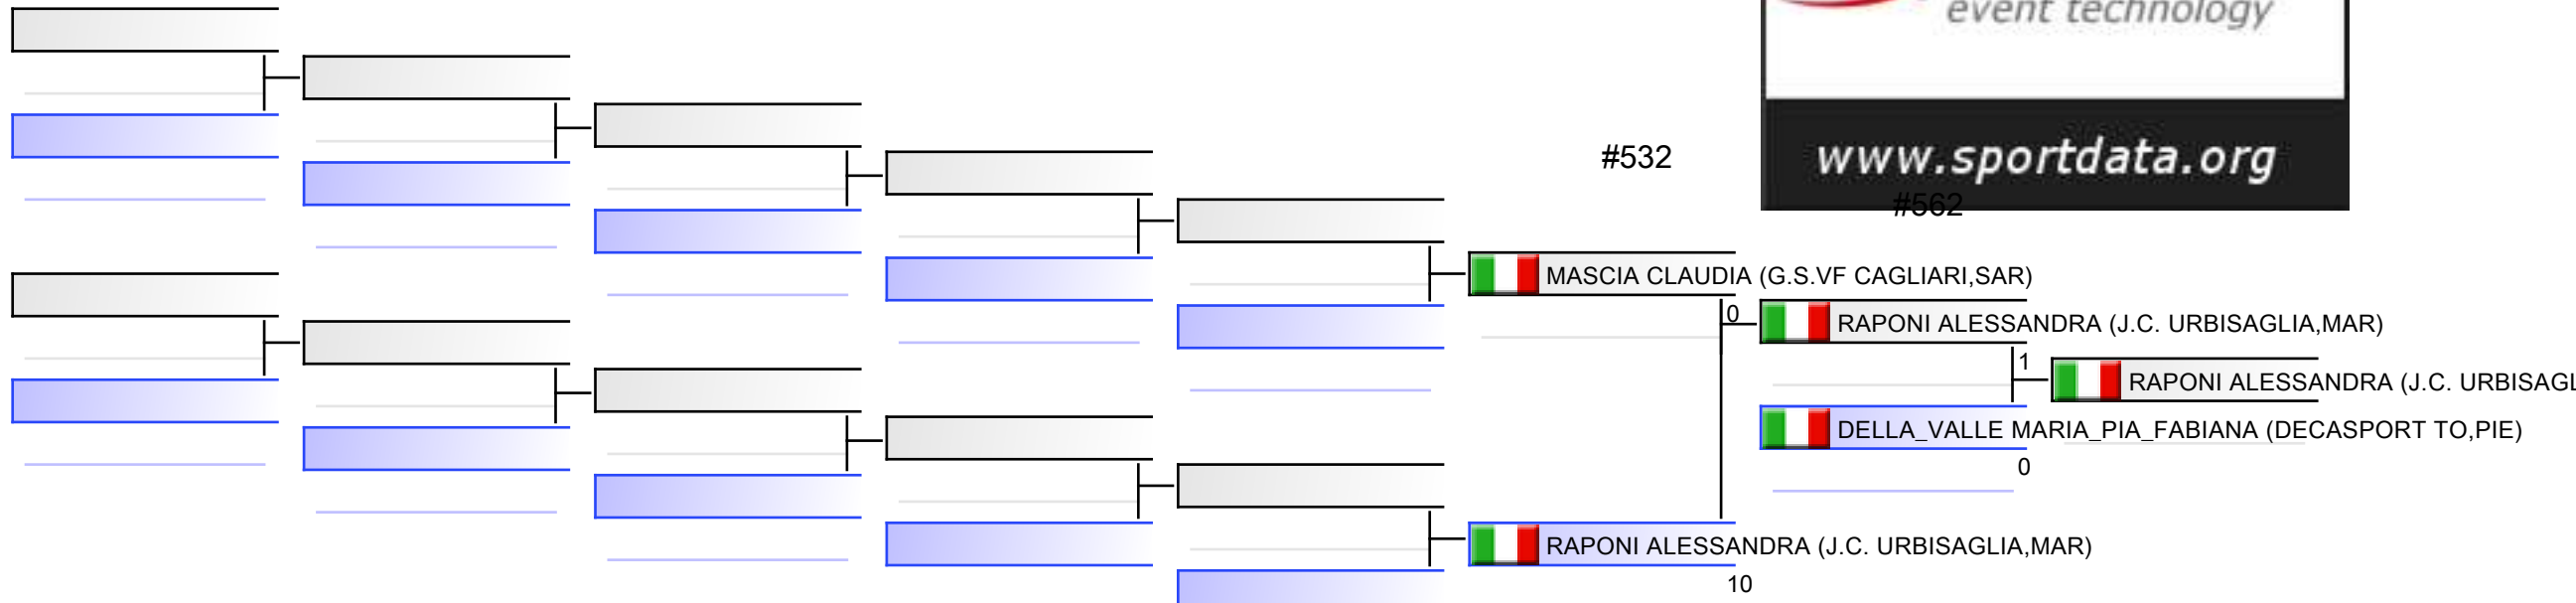 event technology
www.sportdata.org
#532
#562
MASCIA CLAUDIA (G.S.VF CAGLIARI,SAR)
0
RAPONI ALESSANDRA (J.C. URBISAGLIA,MAR)
1
RAPONI ALESSANDRA (J.C. URBISAGL
DELLA_VALLE MARIA_PIA_FABIANA (DECASPORT TO,PIE)
0
RAPONI ALESSANDRA (J.C. URBISAGLIA,MAR)
10